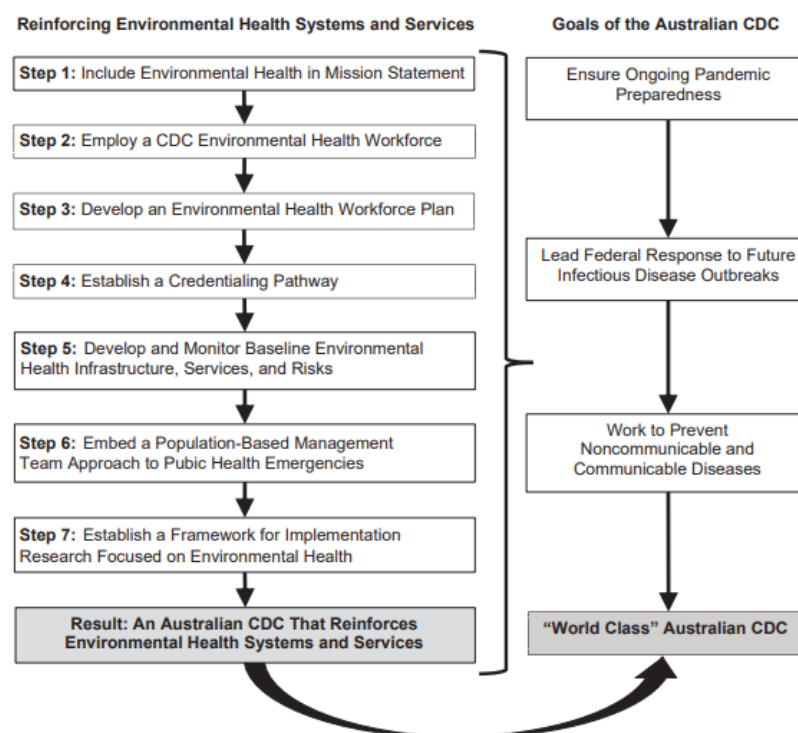 Reinforcing Environmental Health Systems and Services
Step 1: Include Environmental Health in Mission Statement
Step 2: Employ a CDC Environmental Health Workforce
Step 3: Develop an Environmental Health Workforce Plan
Step 4: Establish a Credentialing Pathway
Step 5: Develop and Monitor Baseline Environmental
Health Infrastructure, Services, and Risks
Step 6: Embed a Population-Based Management
Team Approach to Pubic Health Emergencies
Step 7: Establish a Framework for Implementation
Research Focused on Environmental Health
Result: An Australian CDC That Reinforces
Environmental Health Systems and Services
Goals of the Australian CDC
Ensure Ongoing Pandemic
Preparedness
Lead Federal Response to Future
Infectious Disease Outbreaks
Work to Prevent
Noncommunicable and
Communicable Diseases
“World Class” Australian CDC